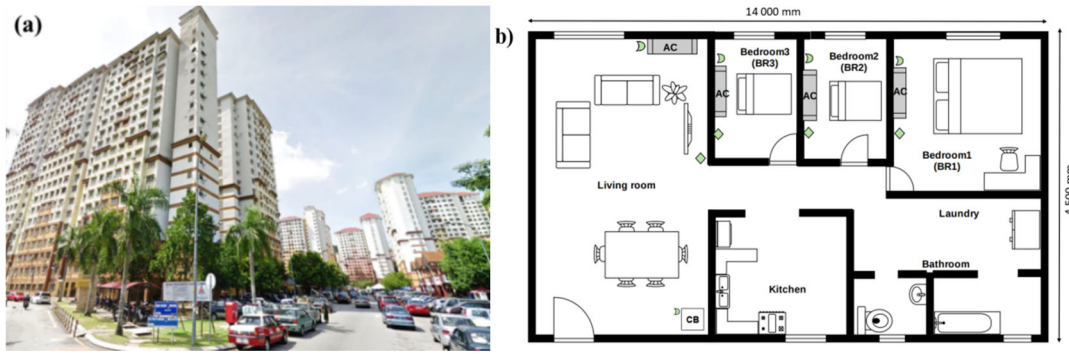 (a)
b)
14 000 mm
4 500 mm
AC
Bedroom3
(BR3)
AC
Bedroom2
(BR2)
AC
AC
Bedroom1
(BR1)
Living room
Laundry
Bathroom
Kitchen
CB